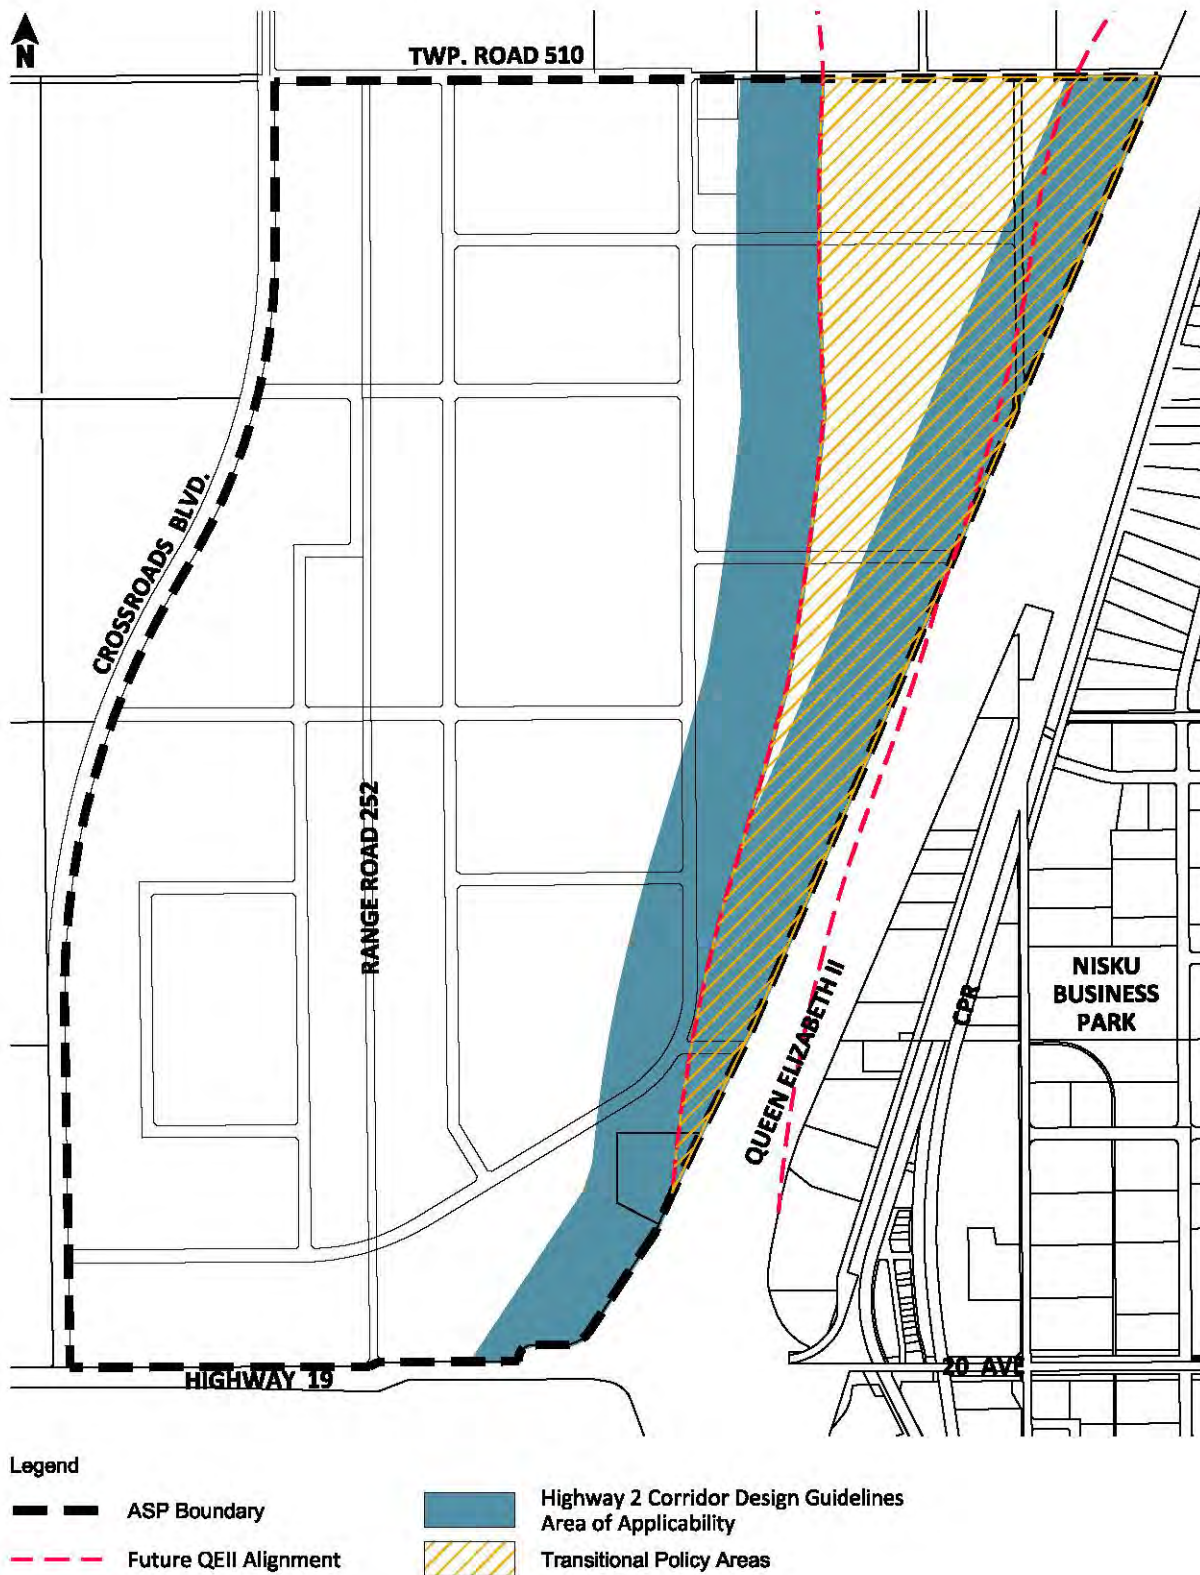 N
TWP. ROAD 510
CROSSROADS BLVD.
RANGE ROAD 252
QUEEN ELIZABETH II
CPR
NISKU
BUSINESS
PARK
20 AVE
HIGHWAY 19
Legend
ASP Boundary
Future QEII Alignment
Highway 2 Corridor Design Guidelines
Area of Applicability
Transitional Policy Areas